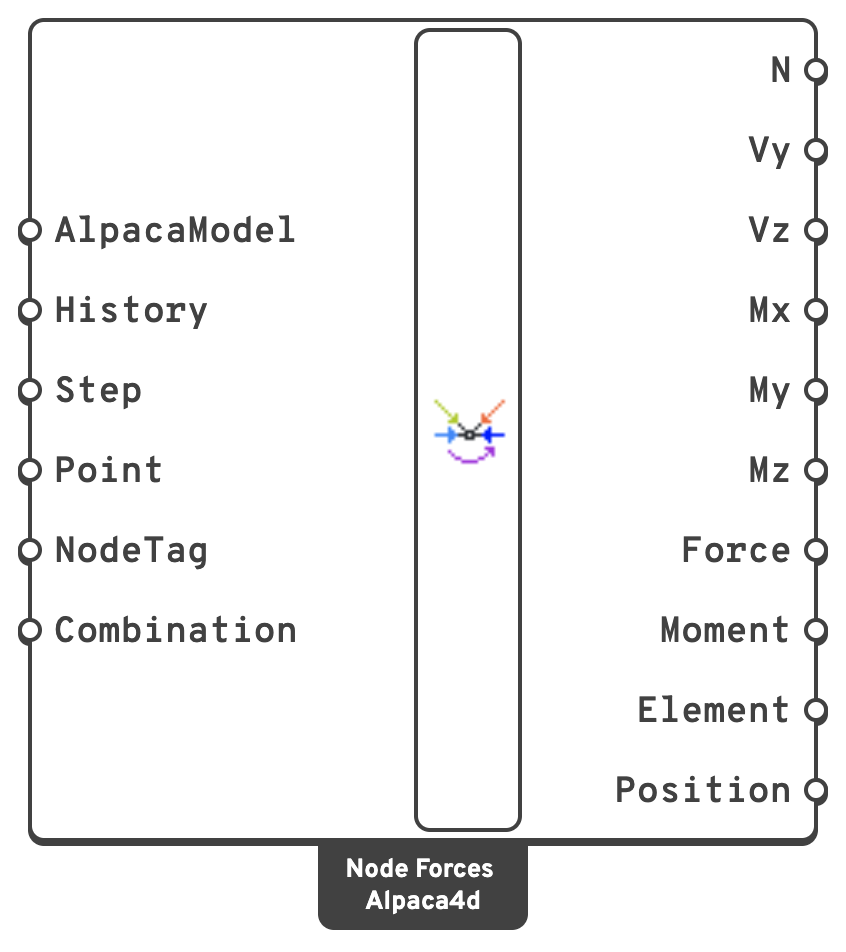 N
Vy
AlpacaModel
Vz
History
Mx
Step
My
Point
Mz
NodeTag
Force
Combination
Moment
Element
Position
Node Forces
Alpaca4d